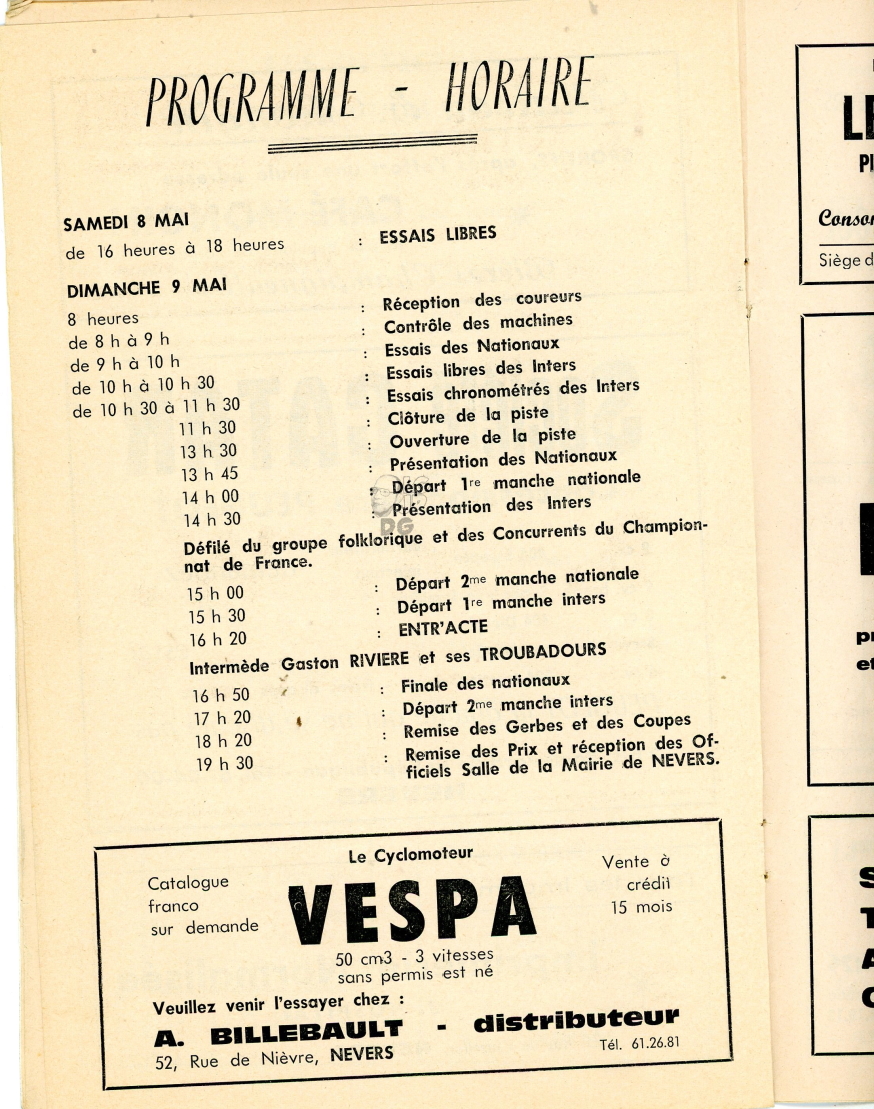 PROGRAMME - HORAIRE
SAMEDI 8 MAI
de 16 heures à 18 heures : ESSAIS LIBRES
DIMANCHE 9 MAI
8 heures : Réception des coureurs
de 8 h à 9 h : Contrôle des machines
de 9 h à 10 h : Essais des Nationaux
de 10 h à 10 h 30 : Essais libres des Inters
de 10 h 30 à 11 h 30 : Essais chronométrés des Inters
11 h 30 : Clôture de la piste
13 h 30 : Ouverture de la piste
13 h 45 : Présentation des Nationaux
14 h 00 : Départ 1re manche nationale
14 h 30 : Présentation des Inters
Défilé du groupe folklorique et des Concurrents du Champion-
nat de France.
15 h 00 : Départ 2me manche nationale
15 h 30 : Départ 1re manche inters
16 h 20 : ENTR'ACTE
Intermède Gaston RIVIERE et ses TROUBADOURS
16 h 50 : Finale des nationaux
17 h 20 : Départ 2me manche inters
18 h 20 : Remise des Gerbes et des Coupes
19 h 30 : Remise des Prix et réception des Of-
ficiels Salle de la Mairie de NEVERS.
Le Cyclomoteur
Catalogue
franco
sur demande
VESPA
Vente à
crédit
15 mois
50 cm3 - 3 vitesses
sans permis est né
Veuillez venir l'essayer chez :
A. BILLEBAULT - distributeur
52, Rue de Nièvre, NEVERS Tél. 61.26.81
LE
Siège d